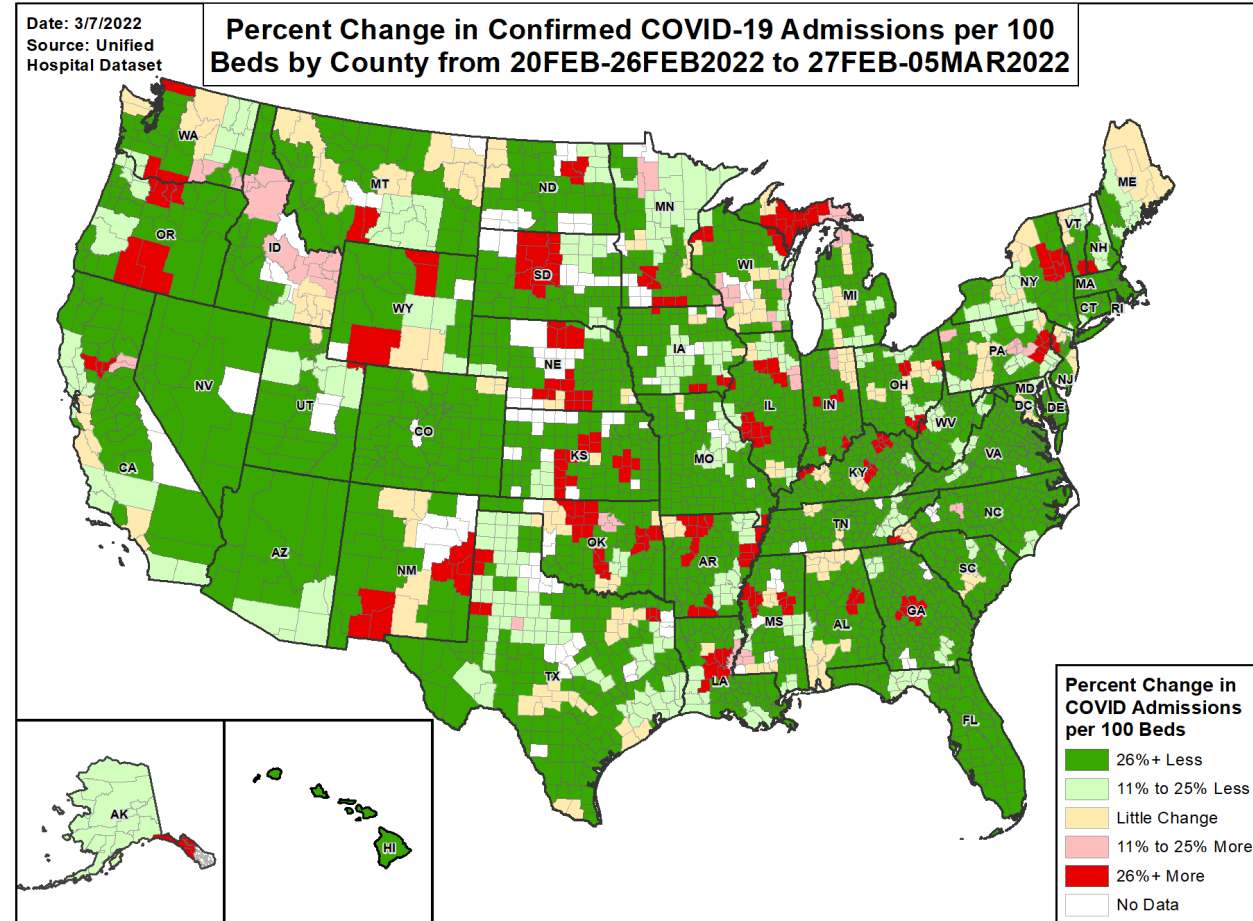 Date: 3/7/2022
Source: Unified
Hospital Dataset
Percent Change in Confirmed COVID-19 Admissions per 100
Beds by County from 20FEB-26FEB2022 to 27FEB-05MAR2022
WA
MT
ND
MN
ME
VT
NH
OR
ID
SD
WI
NY
MA
WY
MI
CT
RI
IA
PA
NE
NV
NJ
OH
MD
UT
IL
IN
DC
DE
WV
CO
CA
KS
MO
KY
VA
NC
TN
AZ
OK
NM
AR
SC
MS
AL
GA
TX
LA
FL
AK
HI
Percent Change in
COVID Admissions
per 100 Beds
26%+ Less
11% to 25% Less
Little Change
11% to 25% More
26%+ More
No Data